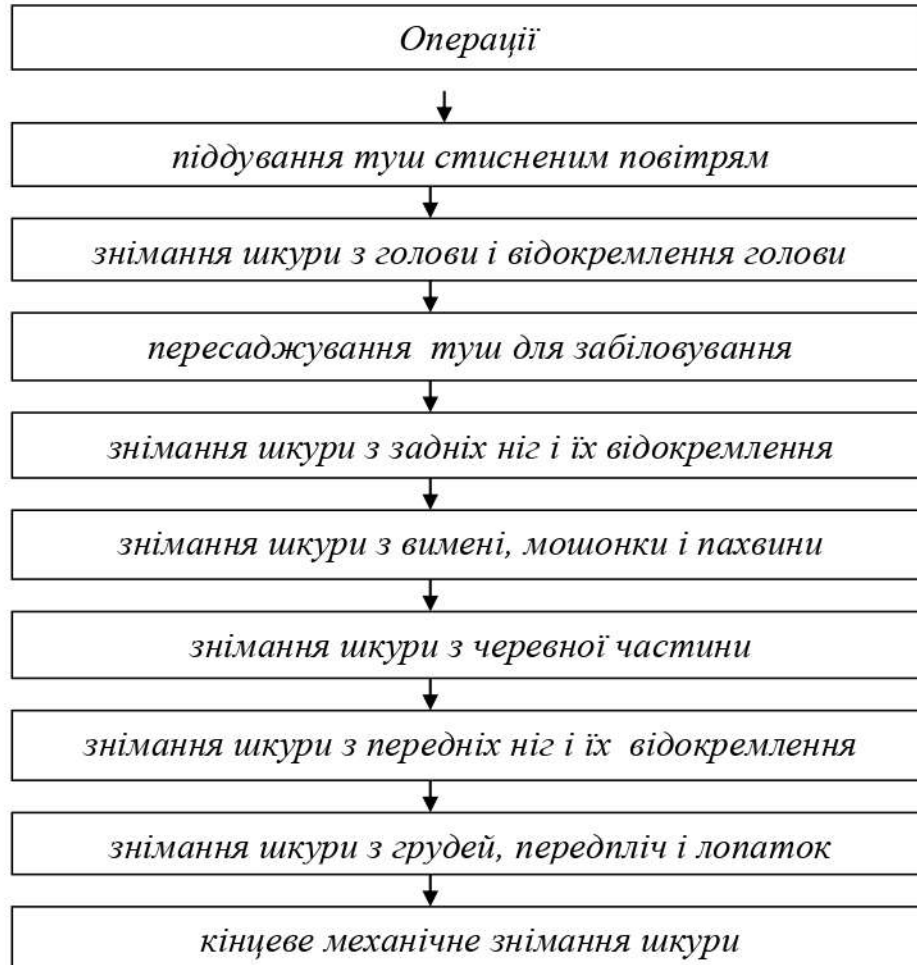 Операції
піддування туш стисненим повітрям
знімання шкури з голови і відокремлення голови
пересаджування туш для забіловування
знімання шкури з задніх ніг і їх відокремлення
знімання шкури з вимені, мошонки і пахвини
знімання шкури з черевної частини
знімання шкури з передніх ніг і їх відокремлення
знімання шкури з грудей, передпліч і лопаток
кінцеве механічне знімання шкури